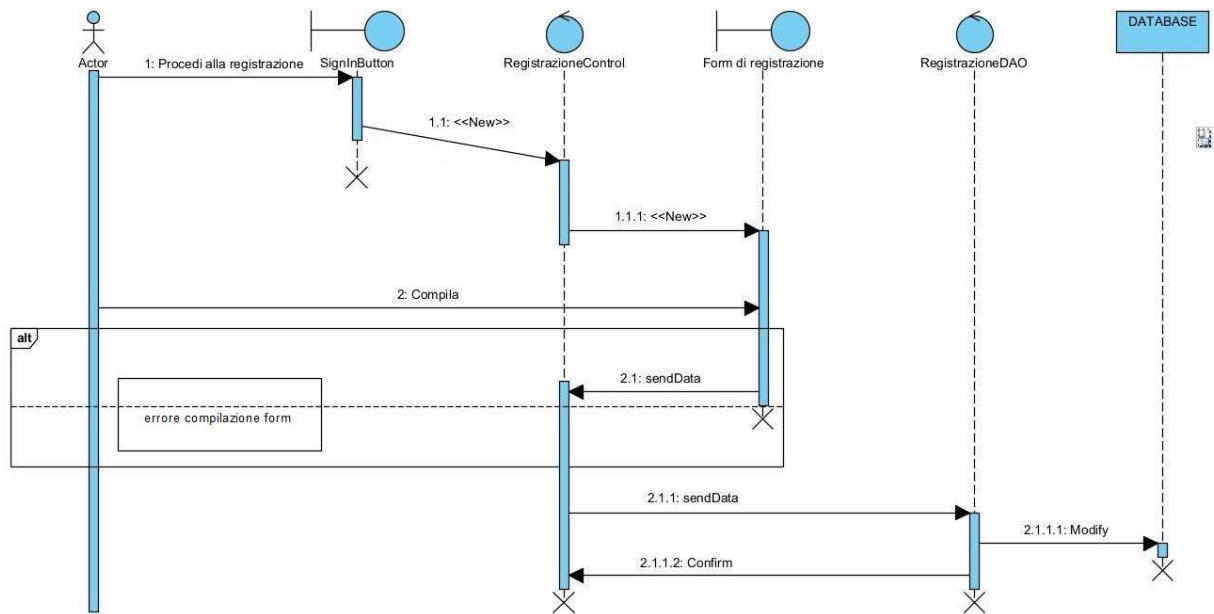 DATABASE
Actor
SignInButton
RegistrazioneControl
Form di registrazione
RegistrazioneDAO
1: Procedi alla registrazione
1.1: <<New>>
1.1.1: <<New>>
2: Compila
alt
2.1: sendData
errore compilazione form
2.1.1: sendData
2.1.1.1: Modify
2.1.1.2: Confirm